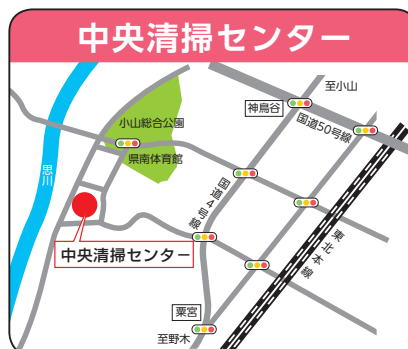 中央清掃センター
至小山
神鳥谷
国道50号線
小山総合公園
県南体育館
思川
国道4号線
東北本線
中央清掃センター
粟宮
至野木